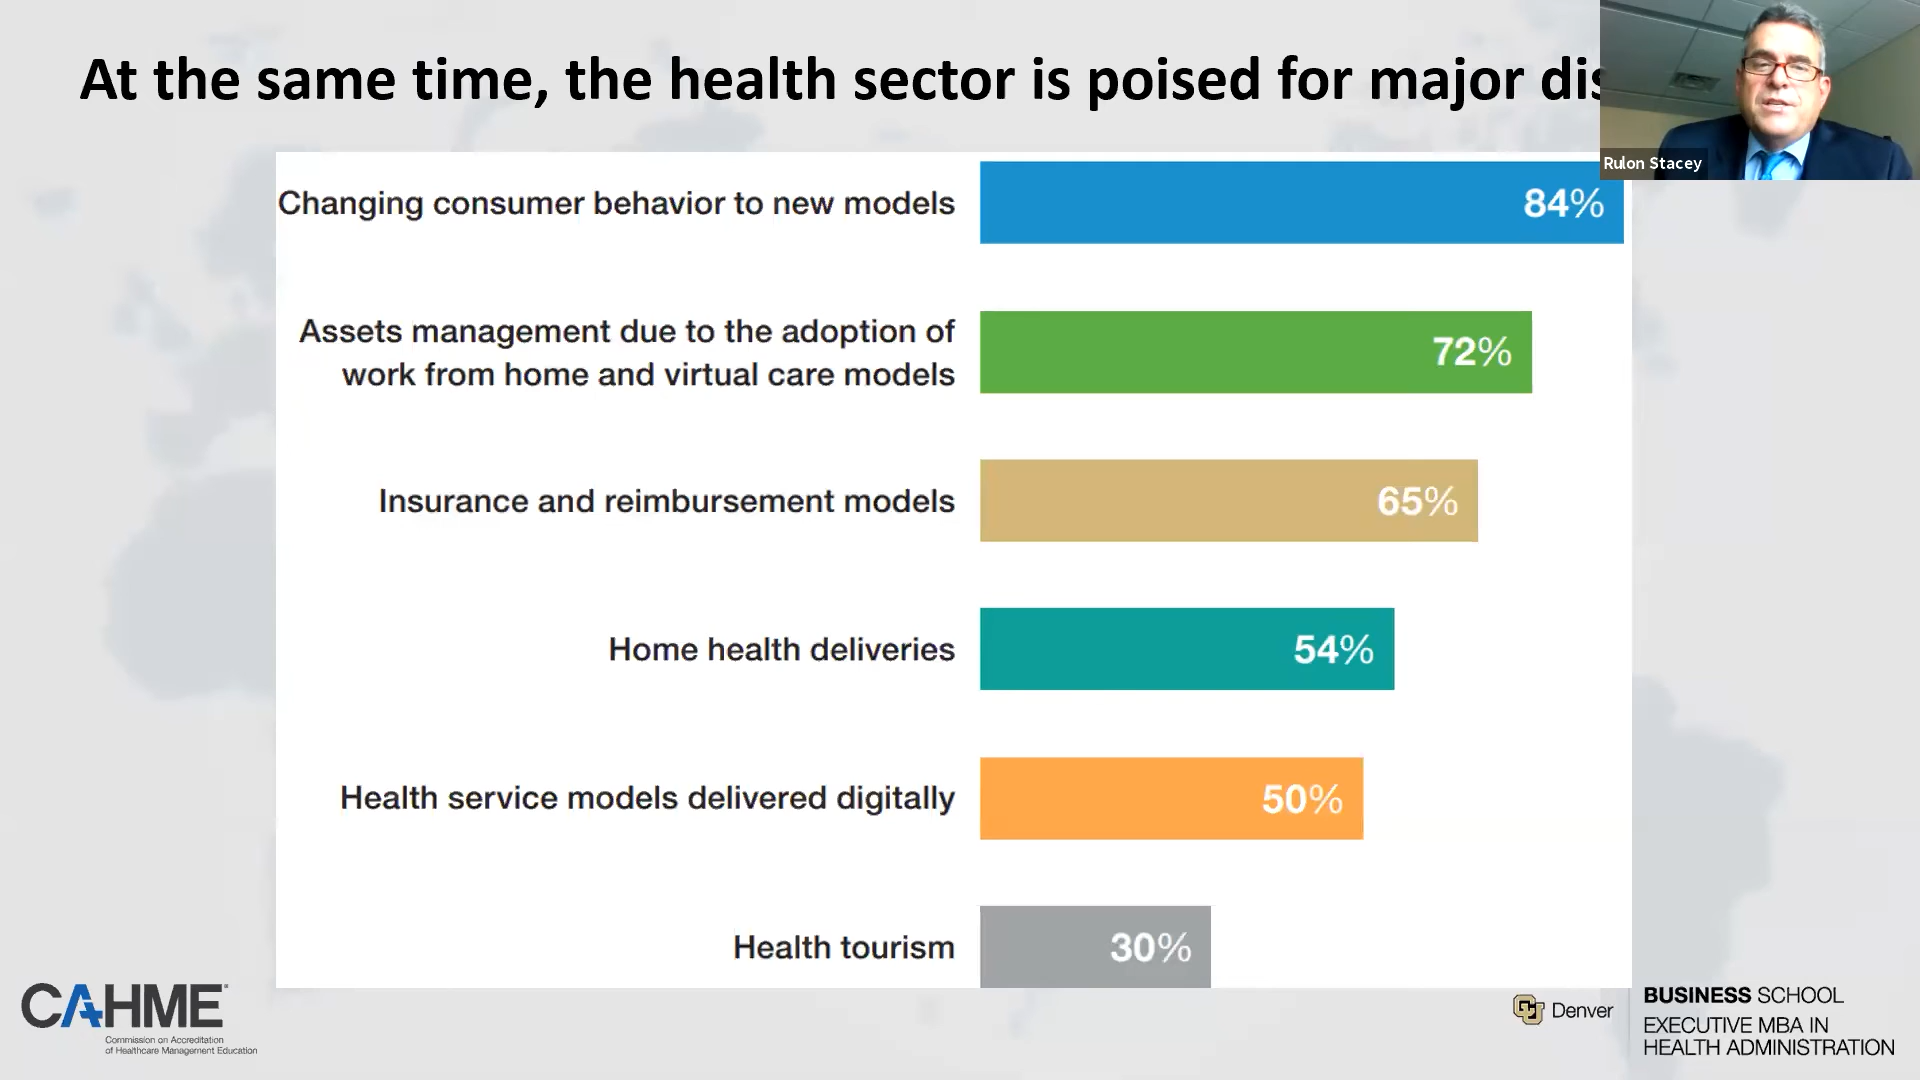 At the same time, the health sector is poised for major
Rulon Stacey
Changing consumer behavior to new models
84%
Assets management due to the adoption of
work from home and virtual care models
72%
Insurance and reimbursement models
65%
Home health deliveries
54%
Health service models delivered digitally
50%
Health tourism
30%
CAHME
Commission on Accreditation
of Healthcare Management Education
CU Denver
BUSINESS SCHOOL
EXECUTIVE MBA IN
HEALTH ADMINISTRATION